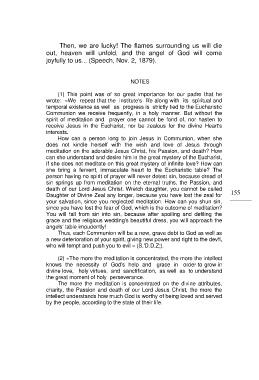 Then, we are lucky! The flames surrounding us will die
out, heaven will unfold, and the angel of God will come
joyfully to us... (Speech, Nov. 2, 1879).
NOTES
(1) This point was of so great importance for our padre that he
wrote: «We repeat that the institute's life along with its spiritual and
temporal existence as well as progress is strictly tied to the Eucharistic
Communion we receive frequently, in a holy manner. But without the
spirit of meditation and prayer one cannot be fond of, nor hasten to
receive Jesus in the Eucharist, nor be zealous for the divine Heart's
interests.
How can a person long to join Jesus in Communion, when she
does not kindle herself with the wish and love of Jesus through
meditation on the adorable Jesus Christ, his Passion, and death? How
can she understand and desire him in the great mystery of the Eucharist,
if she does not meditate on this great mystery of infinite love? How can
she bring a fervent, immaculate heart to the Eucharistic table? The
person having no spirit of prayer will never detest sin, because dread of
sin springs up from meditation on the eternal truths, the Passion, and
death of our Lord Jesus Christ. Wretch daughter, you cannot be called
Daughter of Divine Zeal any longer, because you have lost the zeal for
your salvation, since you neglected meditation. How can you shun sin,
since you have lost the fear of God, which is the outcome of meditation?
You will fall from sin into sin, because after spoiling and defiling the
grace and the religious wedding's beautiful dress, you will approach the
angels' table impudently!
Thus, each Communion will be a new, grave debt to God as well as
a new deterioration of your spirit, giving new power and right to the devil,
who will tempt and push you to evil.» (S.'D.D.Z;).
155
(2) «The more the meditation is concentrated, the more the intellect
knows the necessity of God's help and grace in order to grow in
divine love, holy virtues, and sanctification, as well as to understand
the great moment of holy perseverance.
The more the meditation is concentrated on the divine attributes,
charity, the Passion and death of our Lord Jesus Christ, the more the
intellect understands how much God is worthy of being loved and served
by the people, according to the state of their life.